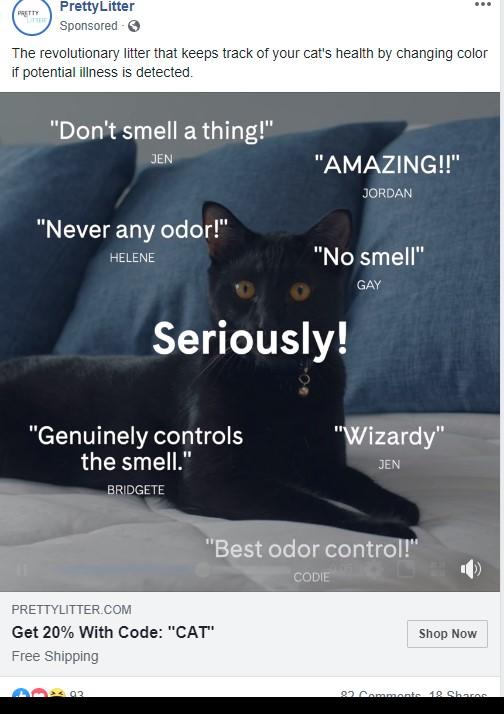 PrettyLitter
PRETTY
LITTER
Sponsored ·
The revolutionary litter that keeps track of your cat's health by changing color
if potential illness is detected.
"Don't smell a thing!"
JEN
"AMAZING!!"
JORDAN
"Never any odor!"
HELENE
"No smell"
GAY
Seriously!
"Genuinely controls
the smell."
BRIDGETE
"Wizardy"
JEN
"Best odor control!"
CODIE
PRETTYLITTER.COM
Get 20% With Code: "CAT"
Free Shipping
Shop Now
93
82 Comments 18 Shares